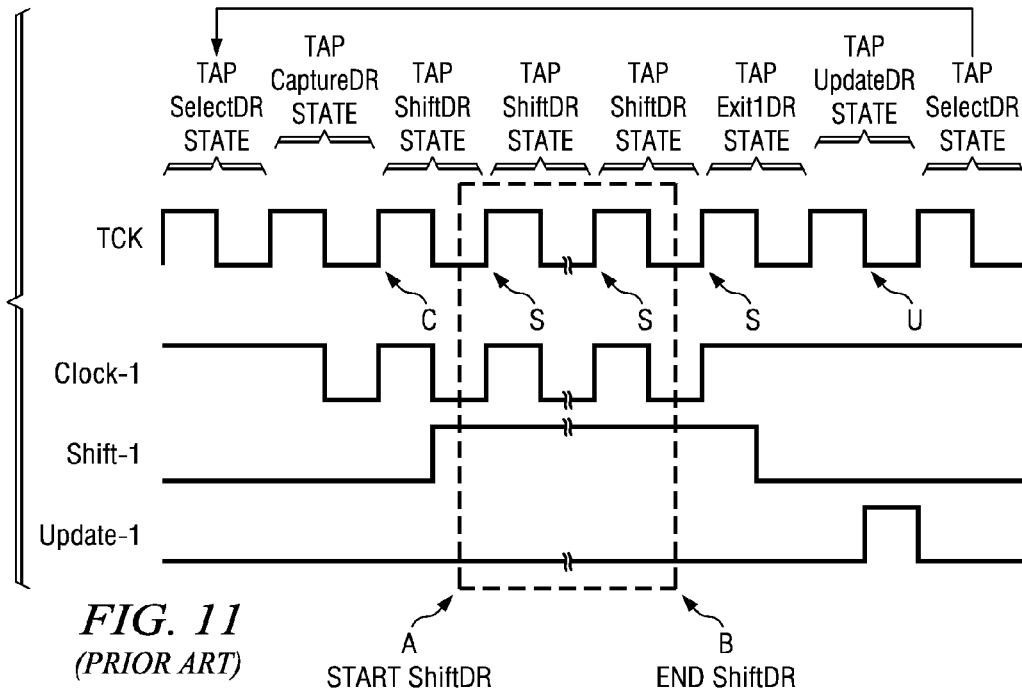 TAP
SelectDR
STATE
TAP
CaptureDR
STATE
TAP
ShiftDR
STATE
TAP
ShiftDR
STATE
TAP
ShiftDR
STATE
TAP
Exit1DR
STATE
TAP
UpdateDR
STATE
TAP
SelectDR
STATE
TCK
C
S
S
S
U
Clock-1
Shift-1
Update-1
A
START ShiftDR
B
END ShiftDR
FIG. 11
(PRIOR ART)